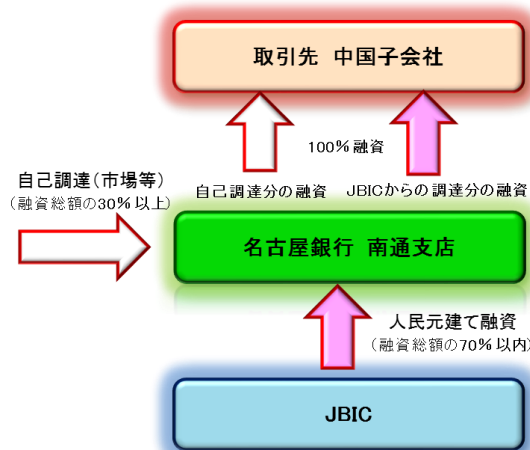 取引先 中国子会社
100%融資
自己調達分の融資
JBICからの調達分の融資
自己調達(市場等)
(融資総額の30%以上)
名古屋銀行 南通支店
人民元建て融資
(融資総額の70%以内)
JBIC